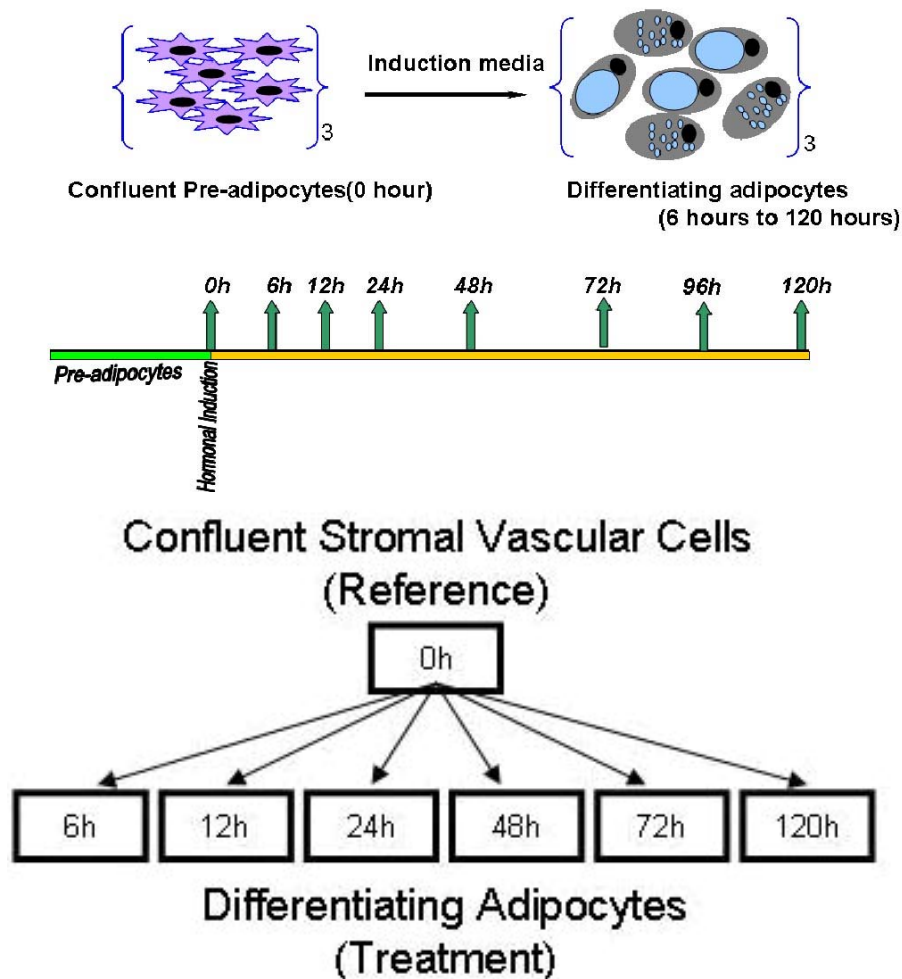 Induction media
3
3
Confluent Pre-adipocytes(0 hour)
Differentiating adipocytes
(6 hours to 120 hours)
0h 6h 12h 24h 48h 72h 96h 120h
Pre-adipocytes
Hormonal Induction
Confluent Stromal Vascular Cells
(Reference)
0h
6h 12h 24h 48h 72h 120h
Differentiating Adipocytes
(Treatment)